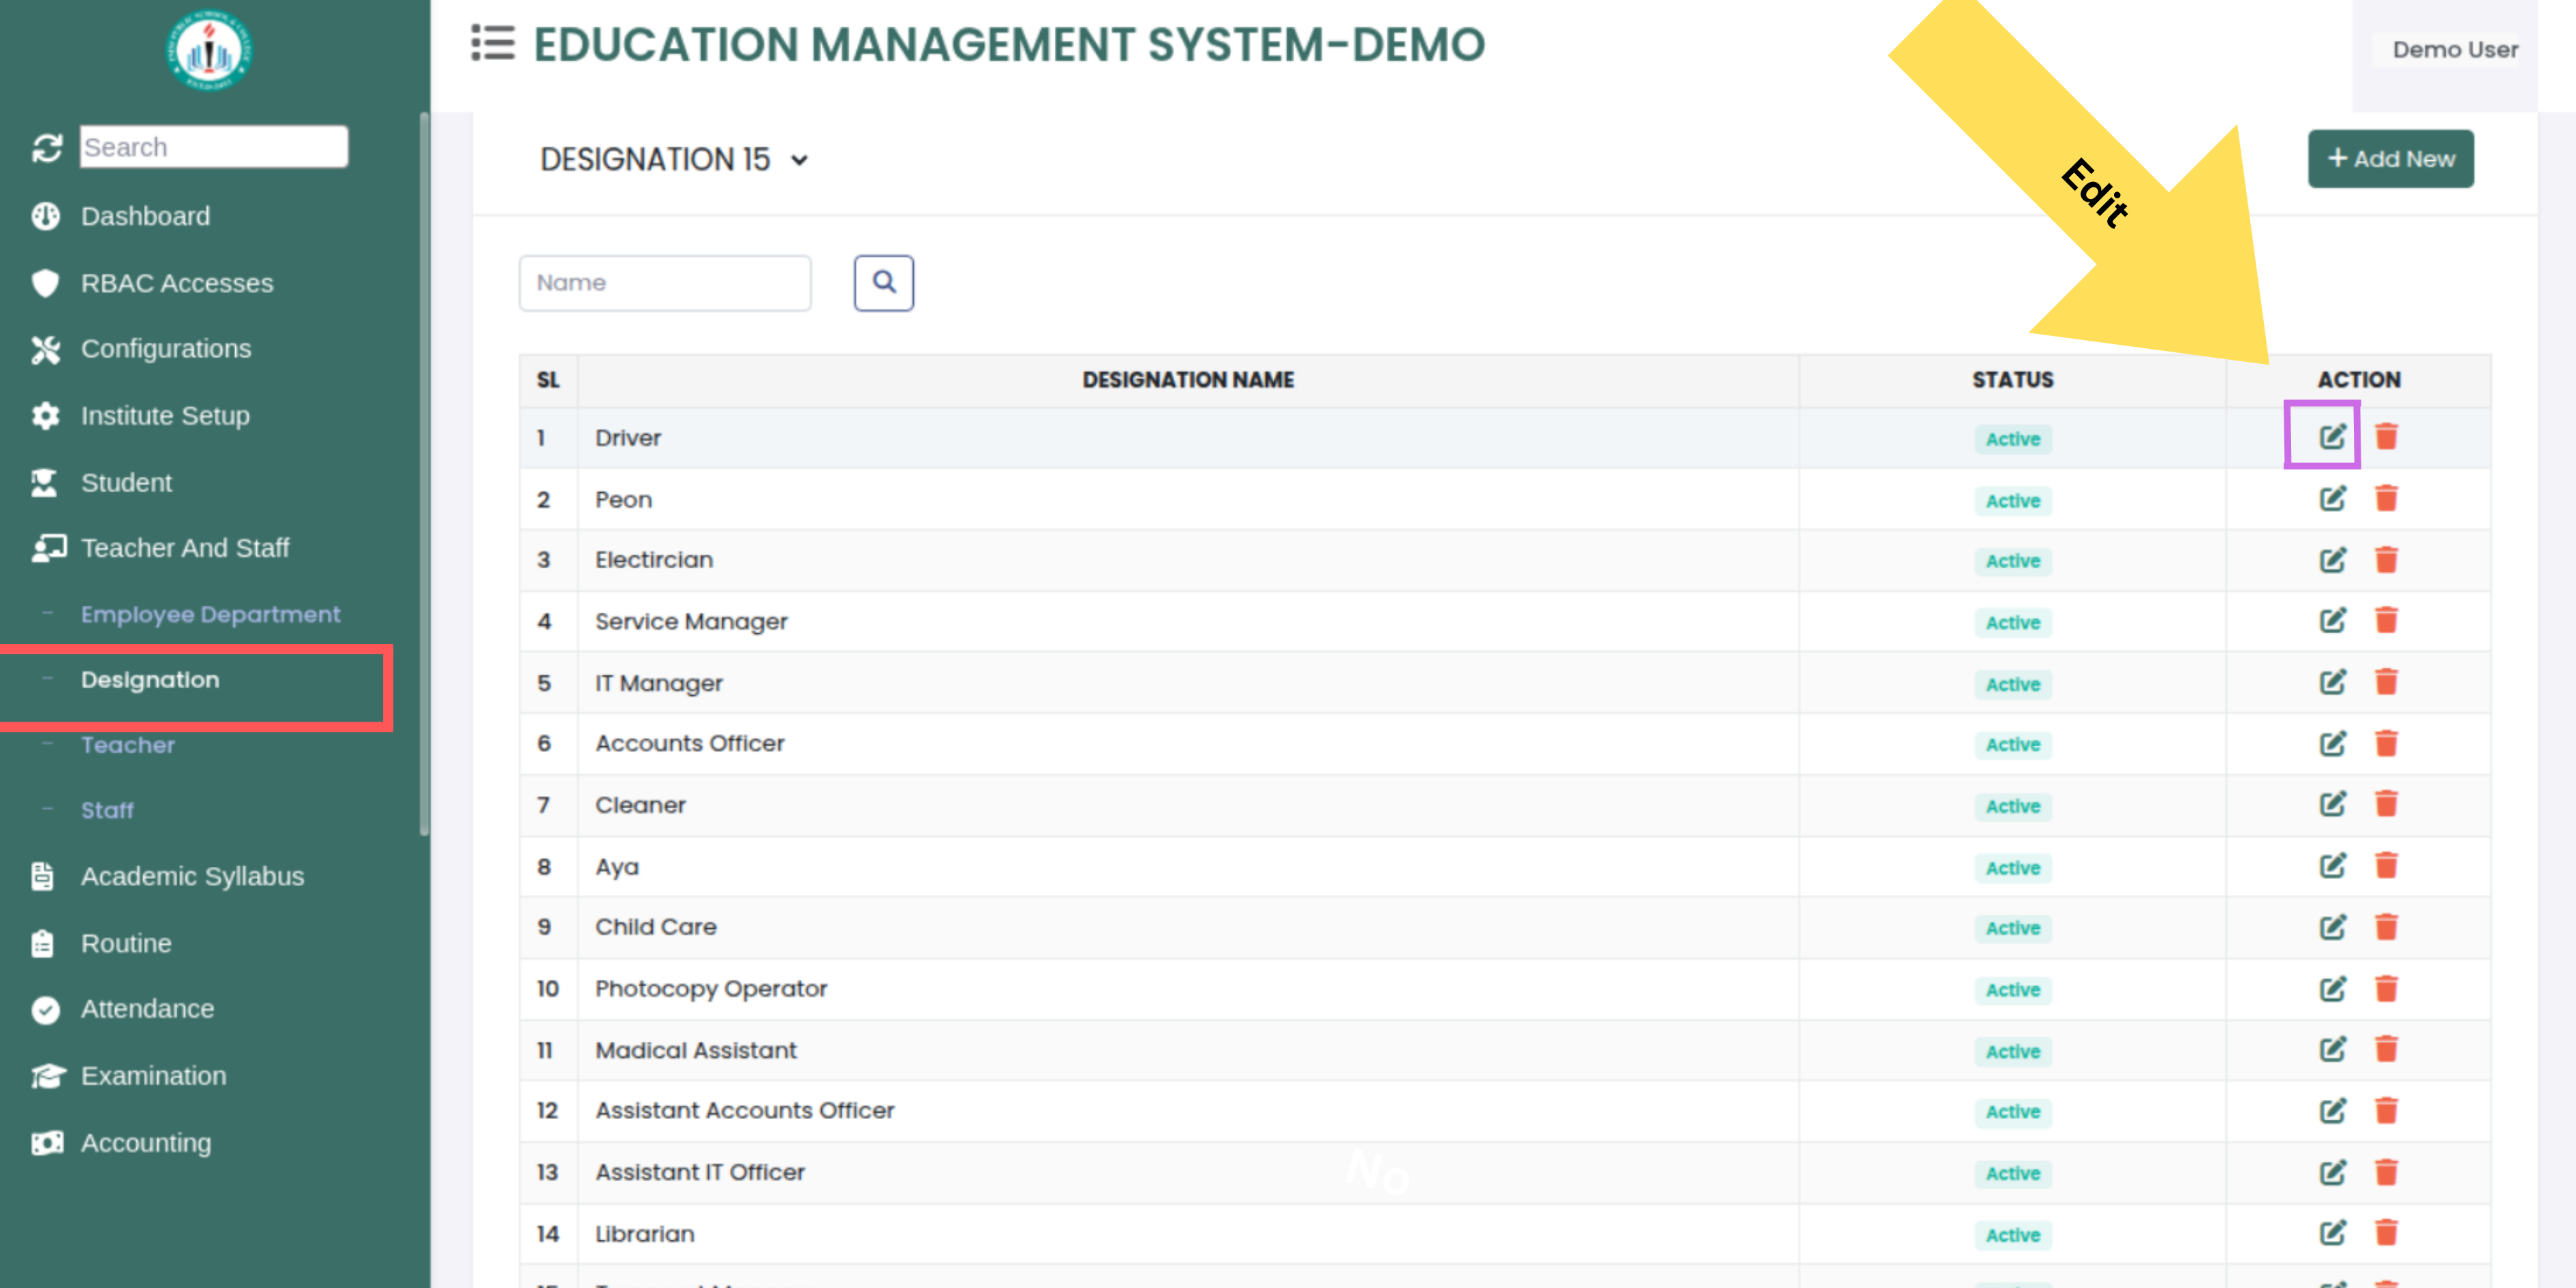 EDUCATION MANAGEMENT SYSTEM-DEMO
Demo User
Search
Dashboard
RBAC Accesses
Configurations
Institute Setup
Student
Teacher And Staff
Employee Department
Designation
Teacher
Staff
Academic Syllabus
Routine
Attendance
Examination
Accounting
DESIGNATION 15
+ Add New
Edit
Name
SL DESIGNATION NAME STATUS ACTION
1 Driver Active
2 Peon Active
3 Electircian Active
4 Service Manager Active
5 IT Manager Active
6 Accounts Officer Active
7 Cleaner Active
8 Aya Active
9 Child Care Active
10 Photocopy Operator Active
11 Madical Assistant Active
12 Assistant Accounts Officer Active
13 Assistant IT Officer Active
No
14 Librarian Active